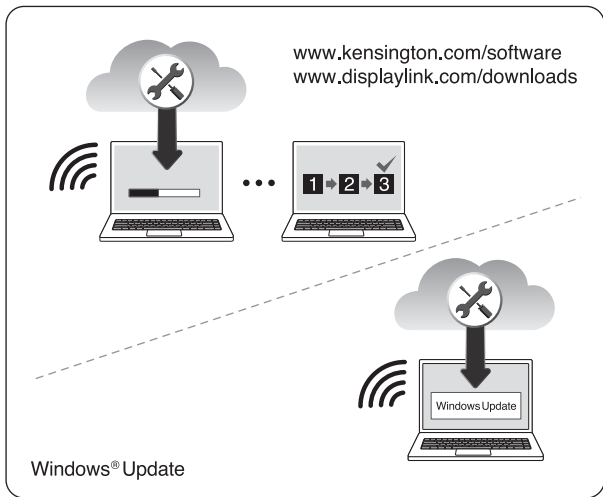 www.kensington.com/software
www.displaylink.com/downloads
1 2 3
Windows Update
Windows® Update